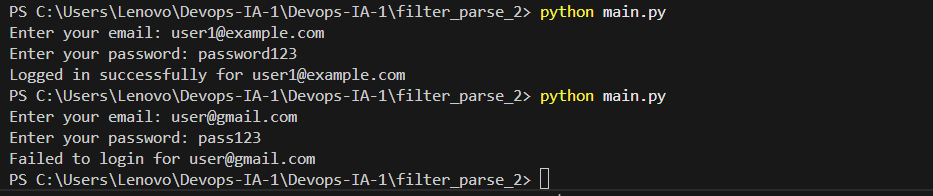 PS C:\Users\Lenovo\Devops-IA-1\Devops-IA-1\filter_parse_2> python main.py
Enter your email: user1@example.com
Enter your password: password123
Logged in successfully for user1@example.com
PS C:\Users\Lenovo\Devops-IA-1\Devops-IA-1\filter_parse_2> python main.py
Enter your email: user@gmail.com
Enter your password: pass123
Failed to login for user@gmail.com
PS C:\Users\Lenovo\Devops-IA-1\Devops-IA-1\filter_parse_2>